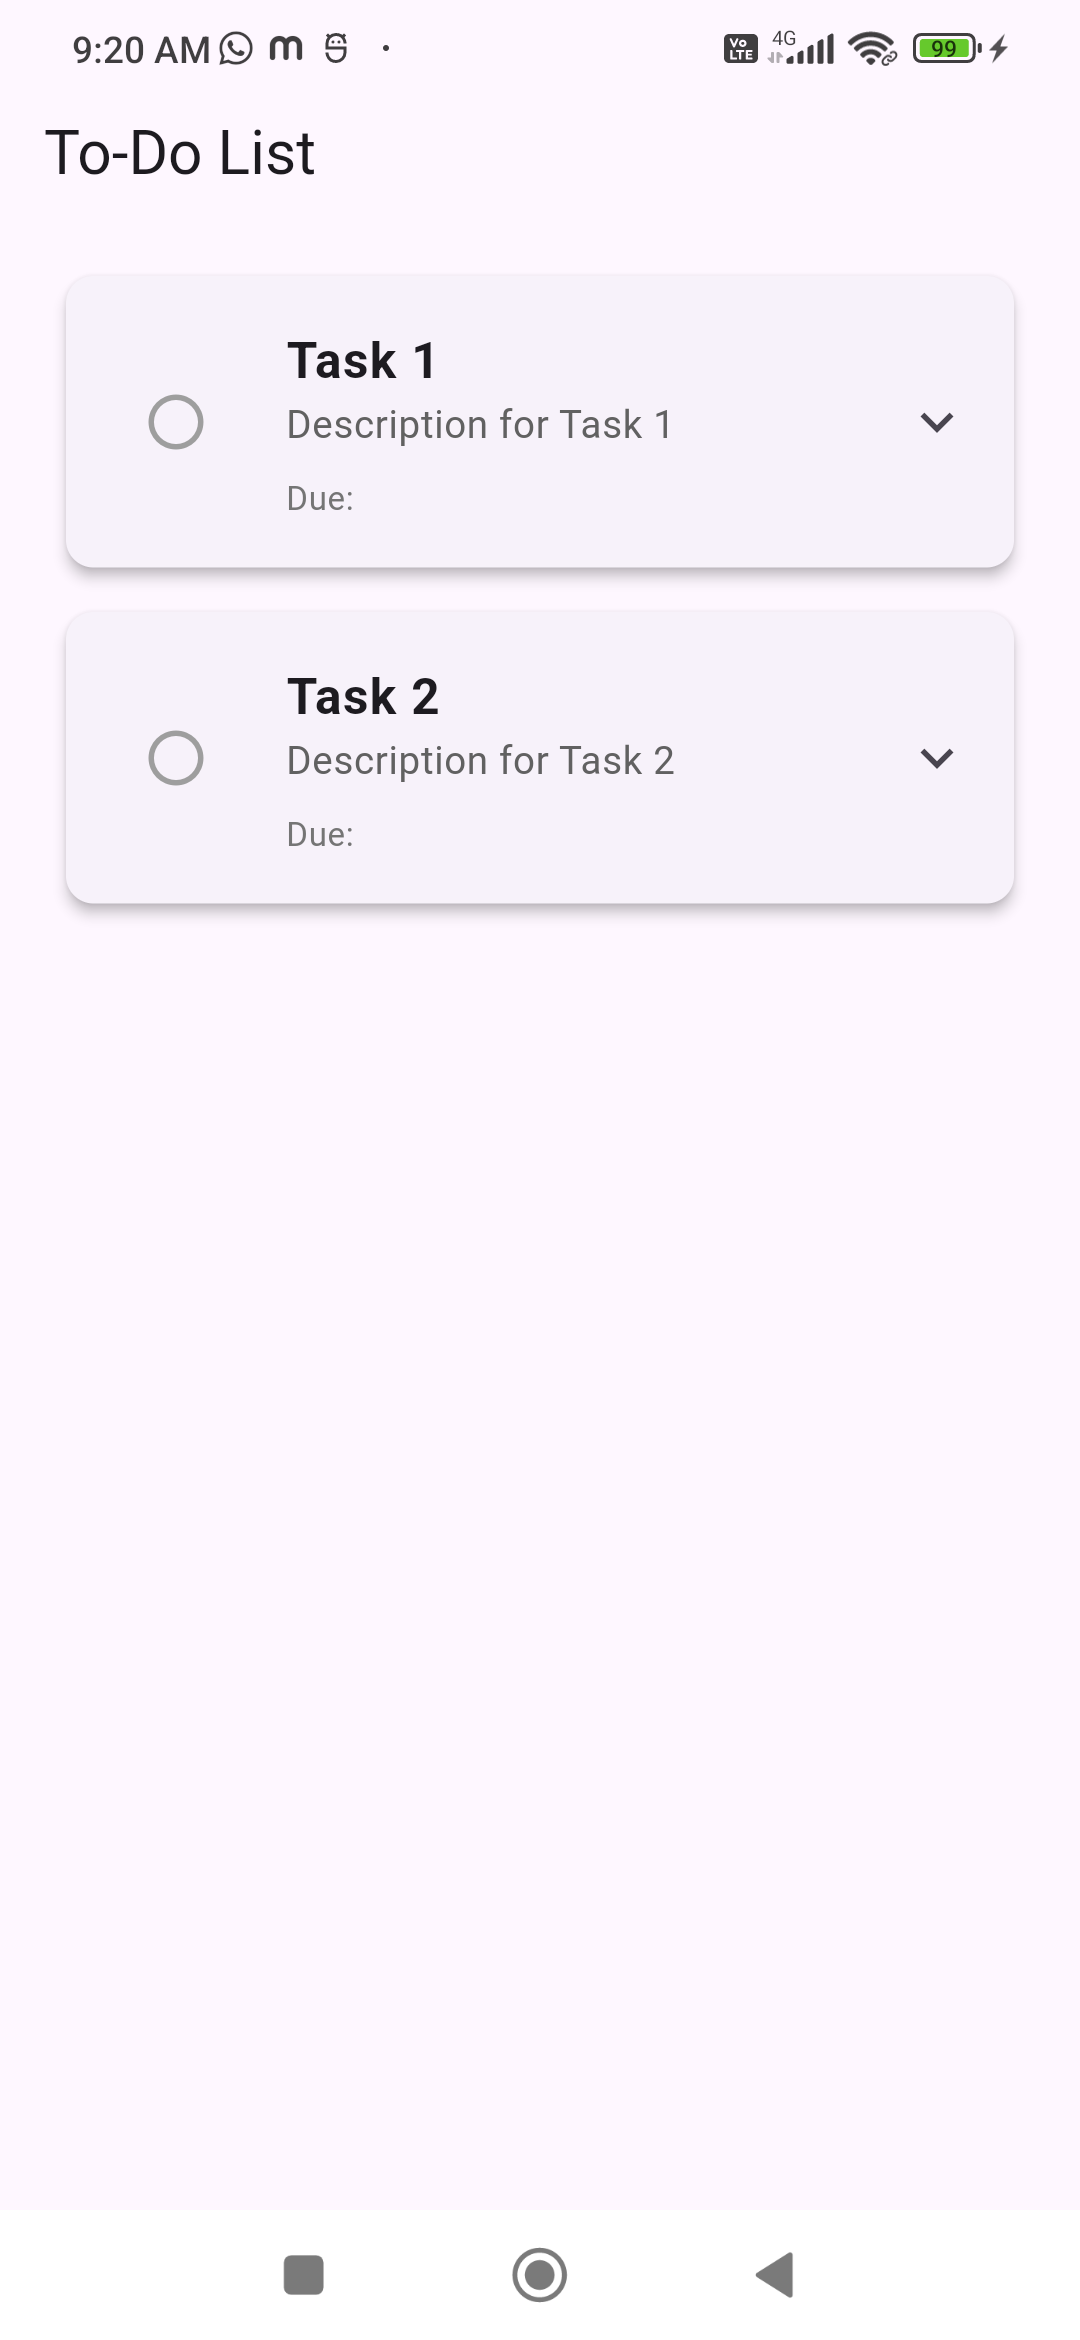 9:20 AM
Vo LTE 4G 99
To-Do List
Task 1
Description for Task 1
Due:
Task 2
Description for Task 2
Due: